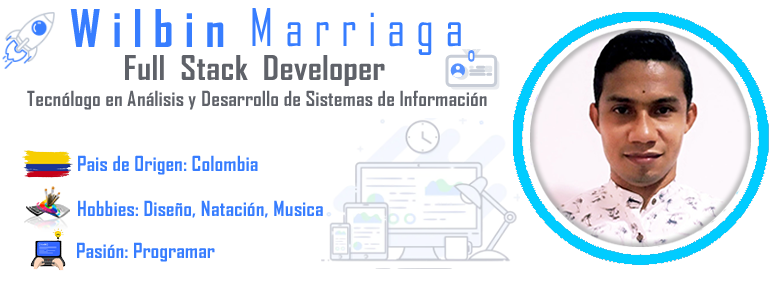 Wilbin Marriaga
Full Stack Developer
Tecnólogo en Análisis y Desarrollo de Sistemas de Información
Pais de Origen: Colombia
Hobbies: Diseño, Natación, Musica
Pasión: Programar